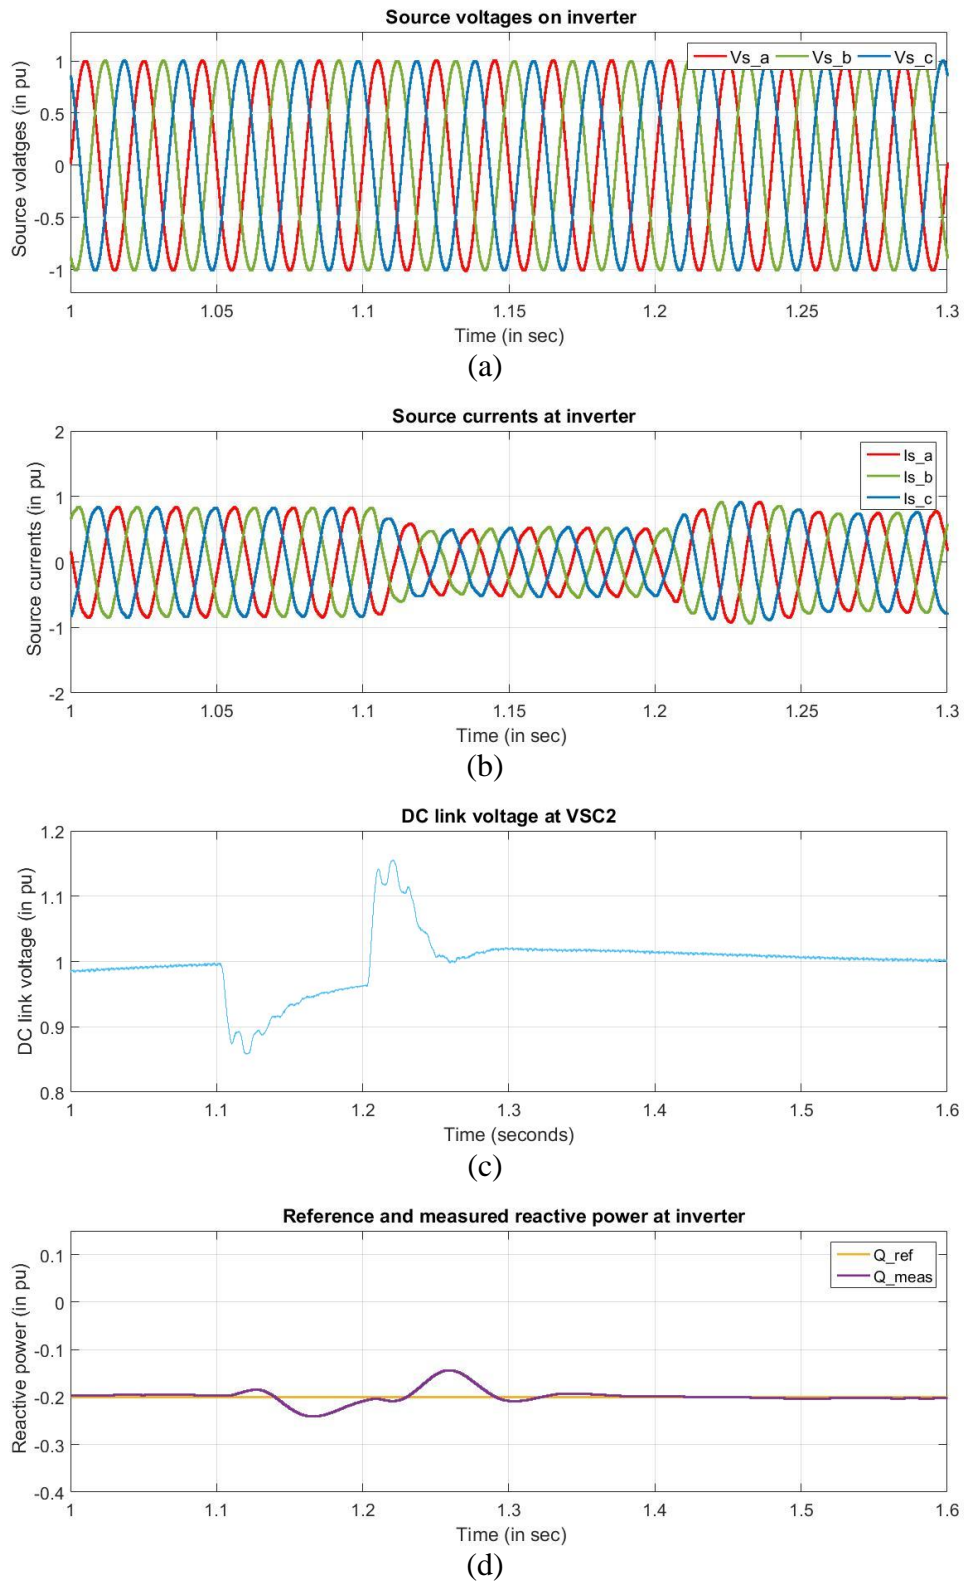 Source voltages on inverter
Vs_a Vs_b Vs_c
Source volatges (in pu)
1
0.5
0
-0.5
-1
1 1.05 1.1 1.15 1.2 1.25 1.3
Time (in sec)
(a)
Source currents at inverter
Is_a
Is_b
Is_c
Source currents (in pu)
2
1
0
-1
-2
1 1.05 1.1 1.15 1.2 1.25 1.3
Time (in sec)
(b)
DC link voltage at VSC2
DC link voltage (in pu)
1.2
1.1
1
0.9
0.8
1 1.1 1.2 1.3 1.4 1.5 1.6
Time (seconds)
(c)
Reference and measured reactive power at inverter
Q_ref
Q_meas
Reactive power (in pu)
0.1
0
-0.1
-0.2
-0.3
-0.4
1 1.1 1.2 1.3 1.4 1.5 1.6
Time (in sec)
(d)